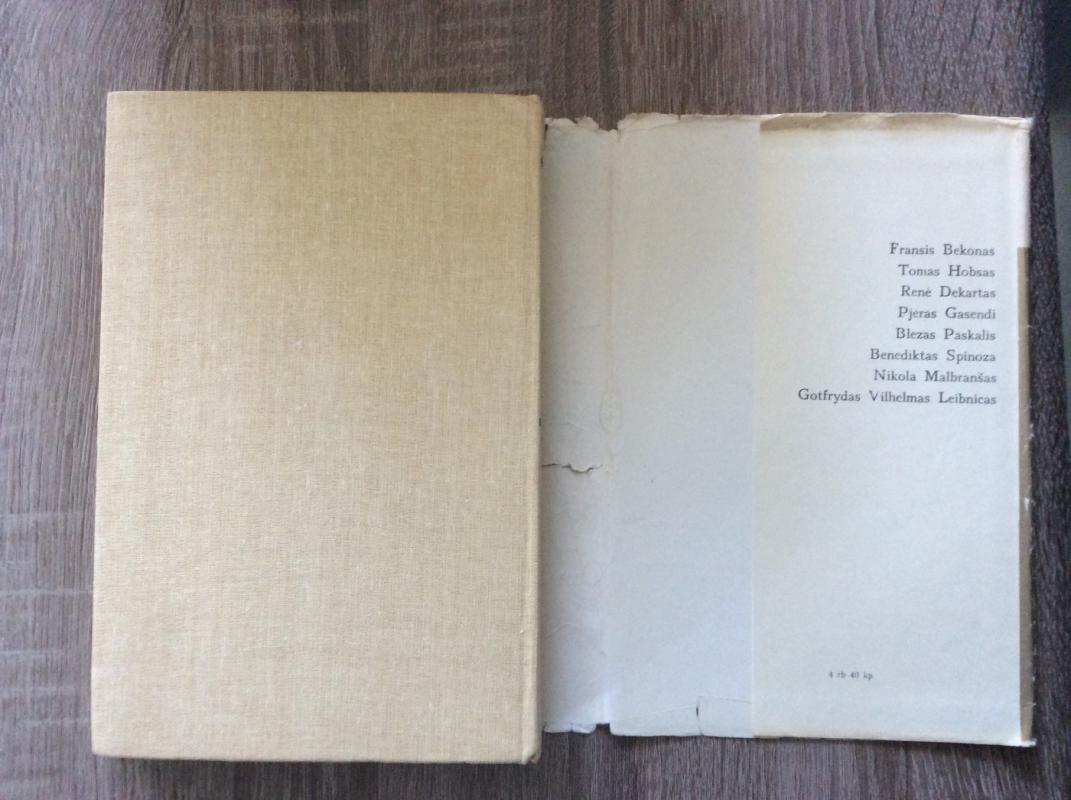 Fransis Bekonas
Tomas Hobsas
Renė Dekartas
Pjeras Gasendi
Blezas Paskalis
Benediktas Spinoza
Nikola Malbranšas
Gotfrydas Vilhelmas Leibnicas
4 rb 40 kp